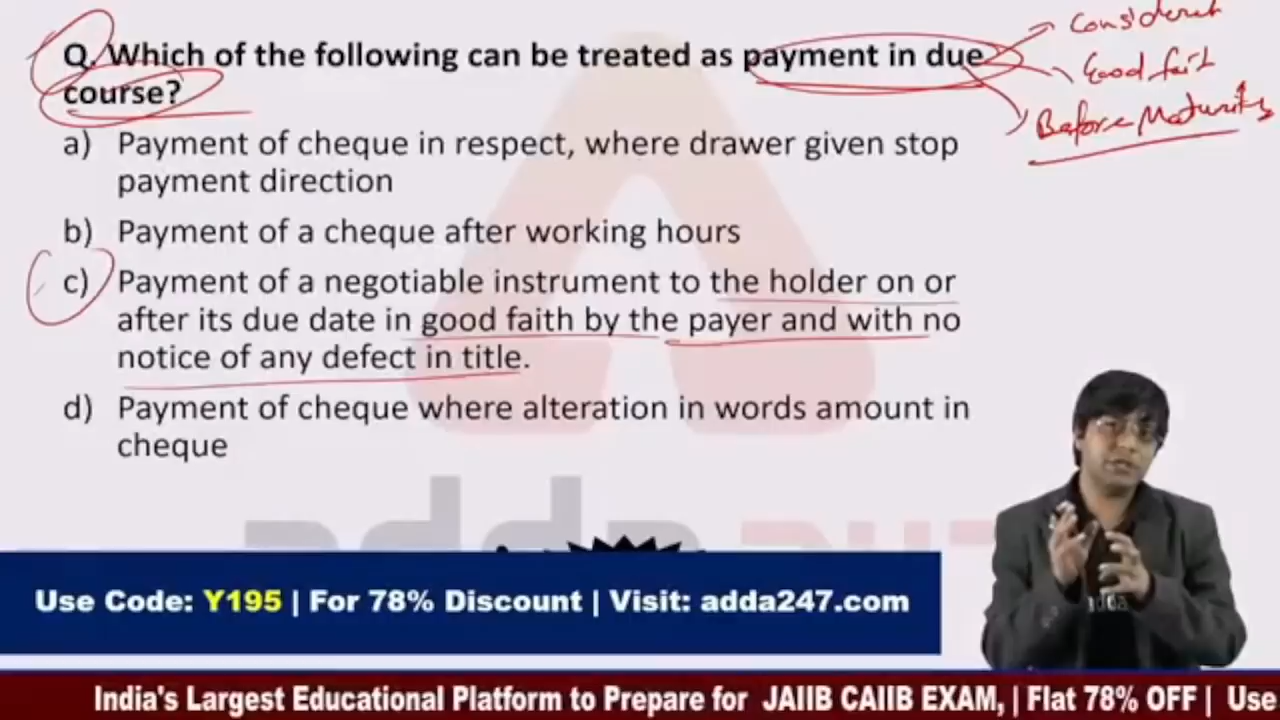 Q. Which of the following can be treated as payment in due
course?
Good fait
Before Maturity
a) Payment of cheque in respect, where drawer given stop
payment direction
b) Payment of a cheque after working hours
c) Payment of a negotiable instrument to the holder on or
after its due date in good faith by the payer and with no
notice of any defect in title.
d) Payment of cheque where alteration in words amount in
cheque
adda
Use Code: Y195 | For 78% Discount | Visit: adda247.com
India's Largest Educational Platform to Prepare for JAIIB CAIIB EXAM, | Flat 78% OFF | Use